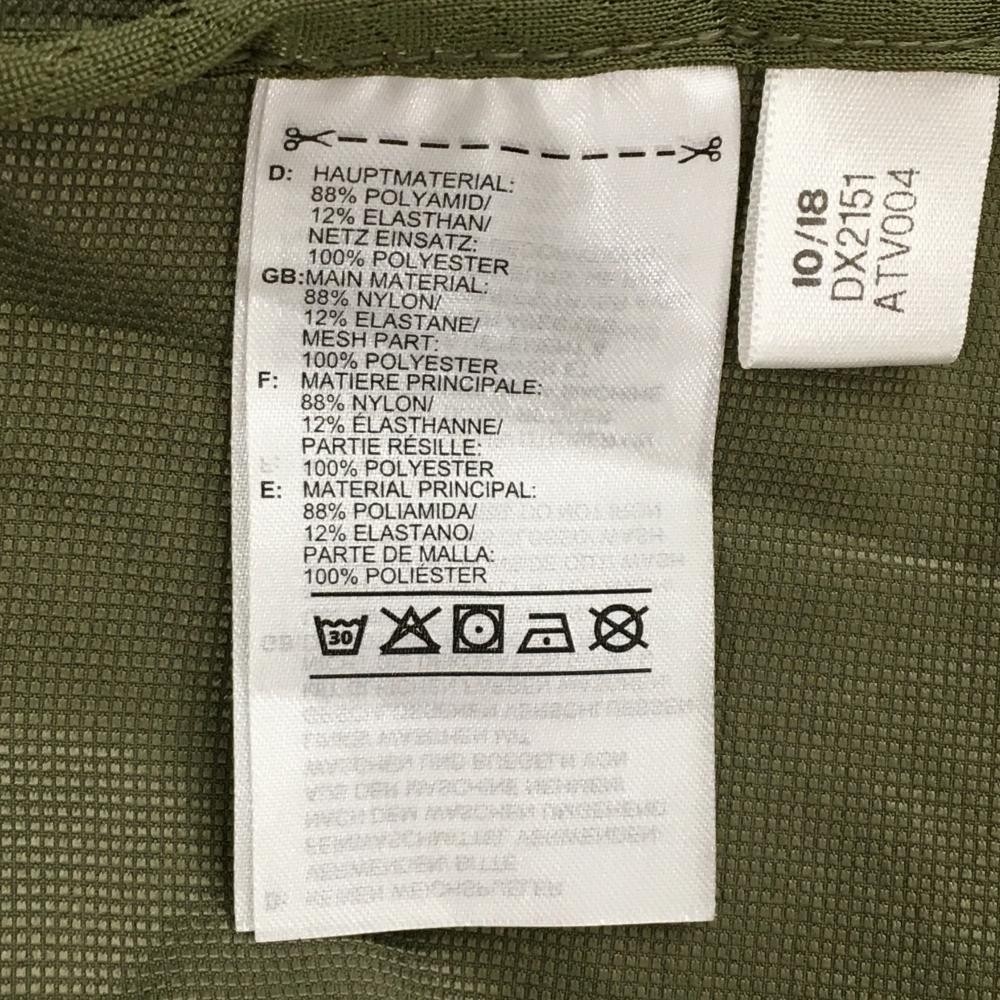 D: HAUPTMATERIAL:
88% POLYAMID/
12% ELASTHAN/
NETZ EINSATZ:
100% POLYESTER
GB:MAIN MATERIAL:
88% NYLON/
12% ELASTANE/
MESH PART:
100% POLYESTER
F: MATIERE PRINCIPALE:
88% NYLON/
12% ÉLASTHANNE/
PARTIE RÉSILLE:
100% POLYESTER
E: MATERIAL PRINCIPAL:
88% POLIAMIDA/
12% ELASTANO/
PARTE DE MALLA:
100% POLIÉSTER
30
10/18
DX2151
ATV004